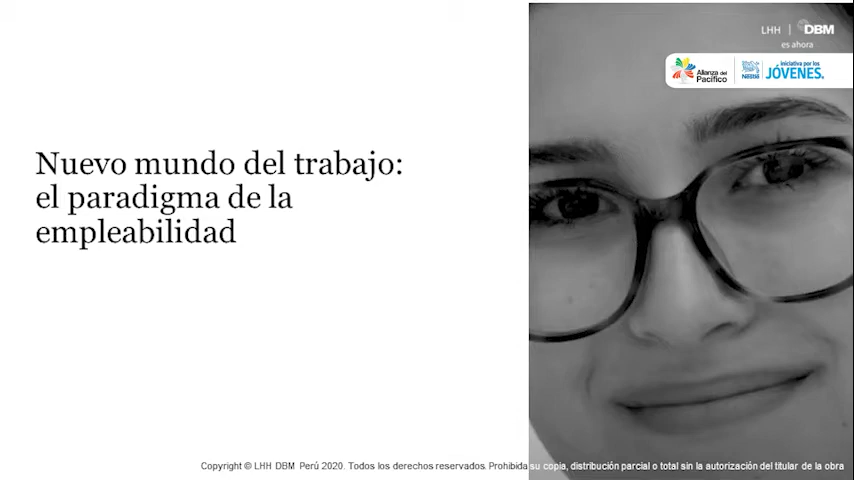 LHH | DBM
es ahora
Alianza del
Pacífico
Nestlé
iniciativa por los
JÓVENES.
Nuevo mundo del trabajo:
el paradigma de la
empleabilidad
Copyright © LHH DBM Perú 2020. Todos los derechos reservados. Prohibida su copia, distribución parcial o total sin la autorización del titular de la obra